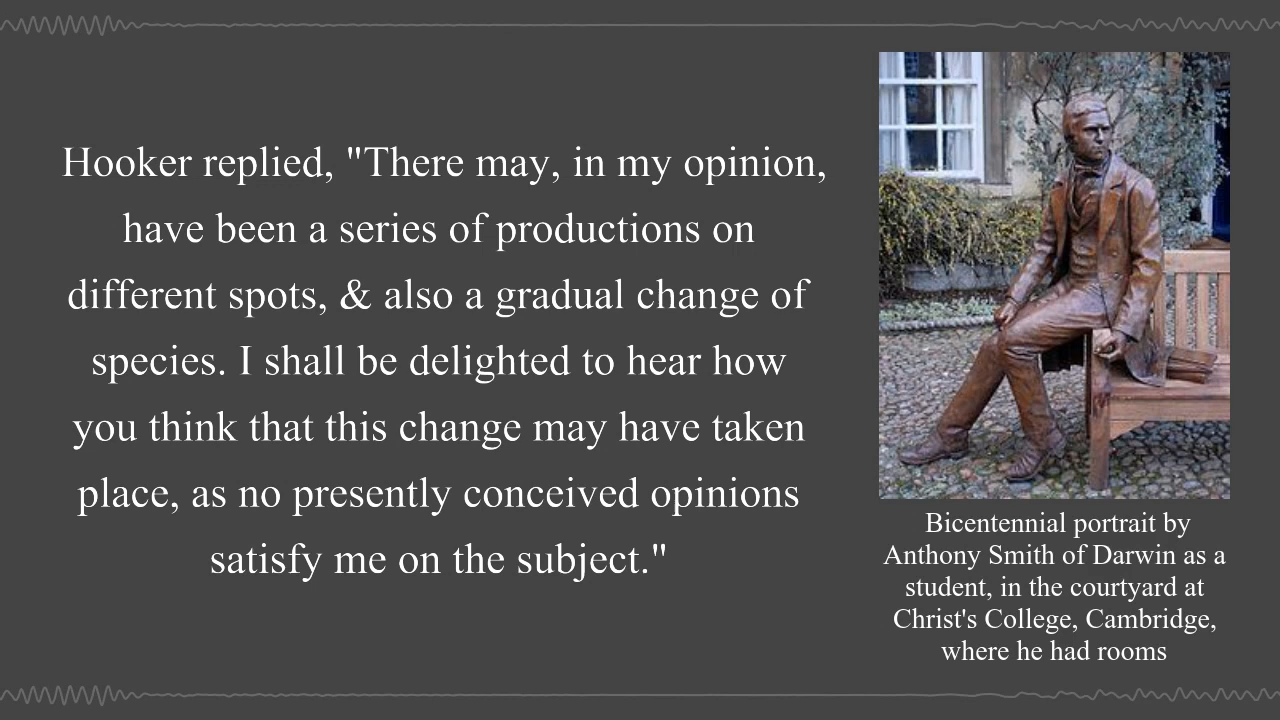 Hooker replied, "There may, in my opinion,
have been a series of productions on
different spots, & also a gradual change of
species. I shall be delighted to hear how
you think that this change may have taken
place, as no presently conceived opinions
satisfy me on the subject."
Bicentennial portrait by
Anthony Smith of Darwin as a
student, in the courtyard at
Christ's College, Cambridge,
where he had rooms